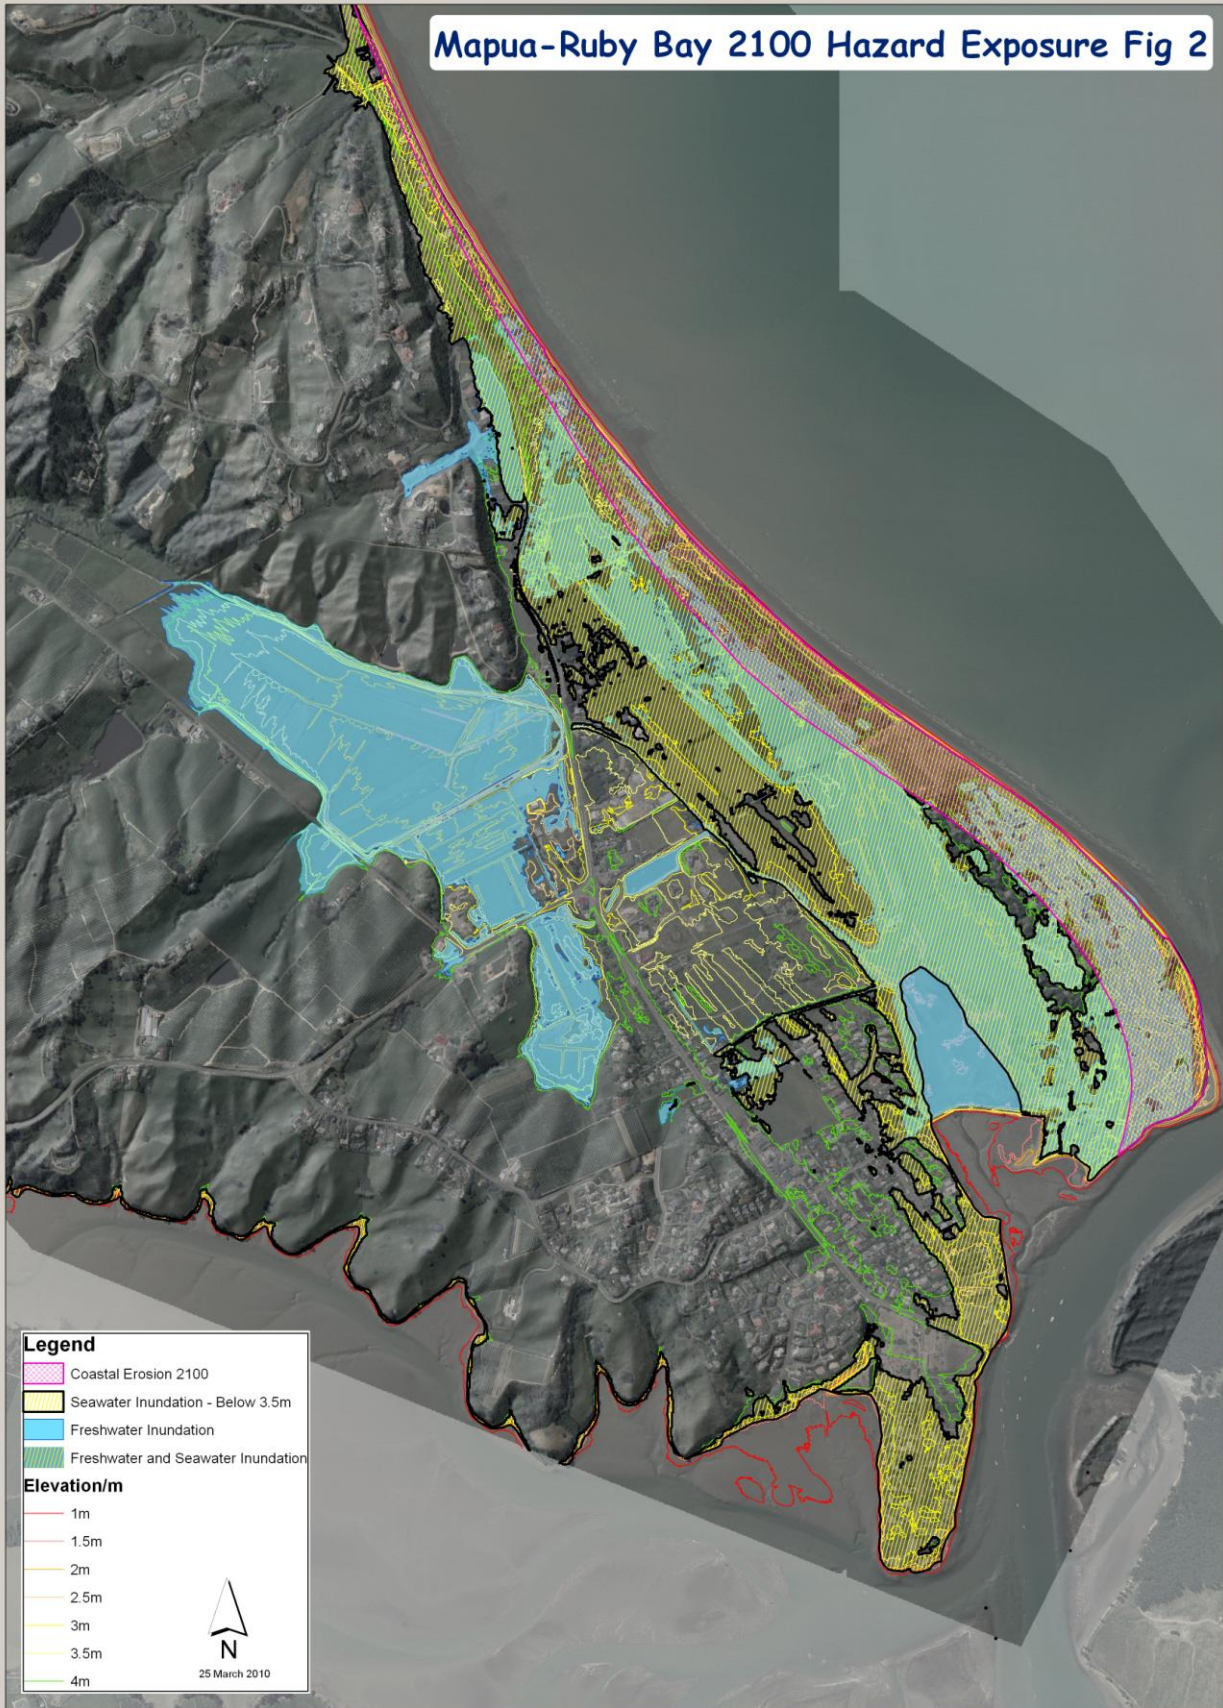 Mapua-Ruby Bay 2100 Hazard Exposure Fig 2
Legend
Coastal Erosion 2100
Seawater Inundation - Below 3.5m
Freshwater Inundation
Freshwater and Seawater Inundation
Elevation/m
1m
1.5m
2m
2.5m
3m
3.5m
4m
N
25 March 2010